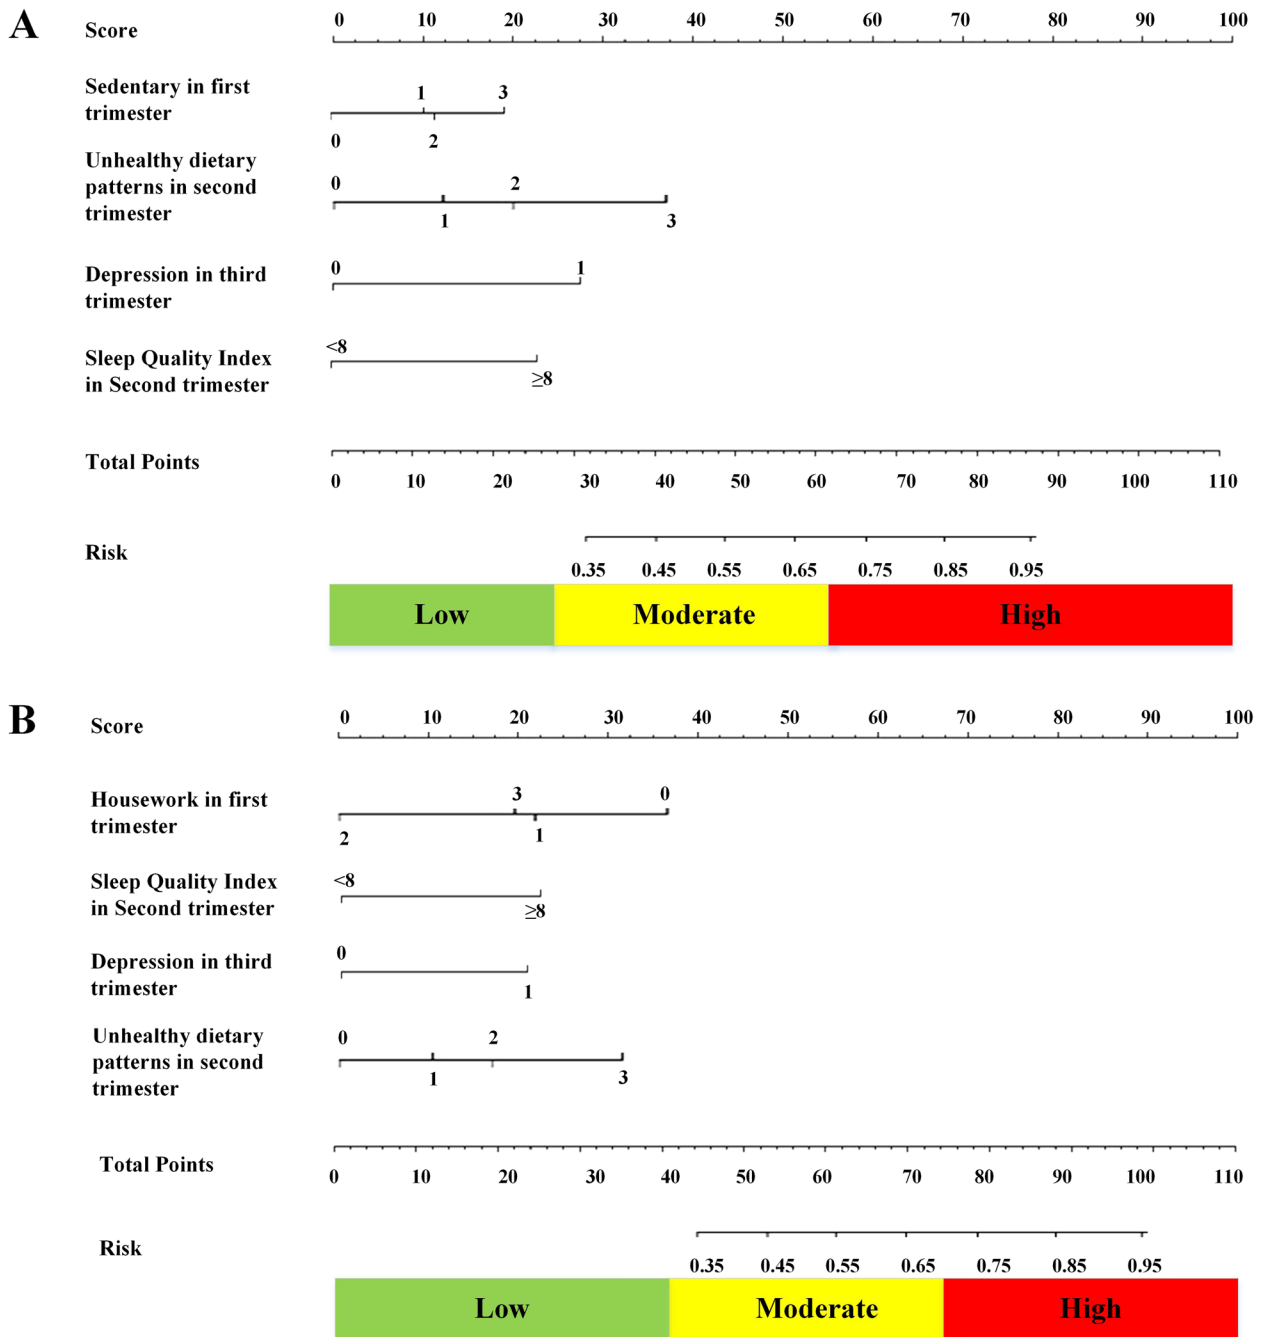 A
Score
0 10 20 30 40 50 60 70 80 90 100
Sedentary in first
trimester
1 3
0 2
Unhealthy dietary
patterns in second
trimester
0 2
1 3
Depression in third
trimester
0 1
Sleep Quality Index
in Second trimester
<8
≥8
Total Points
0 10 20 30 40 50 60 70 80 90 100 110
Risk
0.35 0.45 0.55 0.65 0.75 0.85 0.95
Low Moderate High
B
Score
0 10 20 30 40 50 60 70 80 90 100
Housework in first
trimester
3 0
2 1
Sleep Quality Index
in Second trimester
<8
≥8
Depression in third
trimester
0
1
Unhealthy dietary
patterns in second
trimester
0 2
1 3
Total Points
0 10 20 30 40 50 60 70 80 90 100 110
Risk
0.35 0.45 0.55 0.65 0.75 0.85 0.95
Low Moderate High